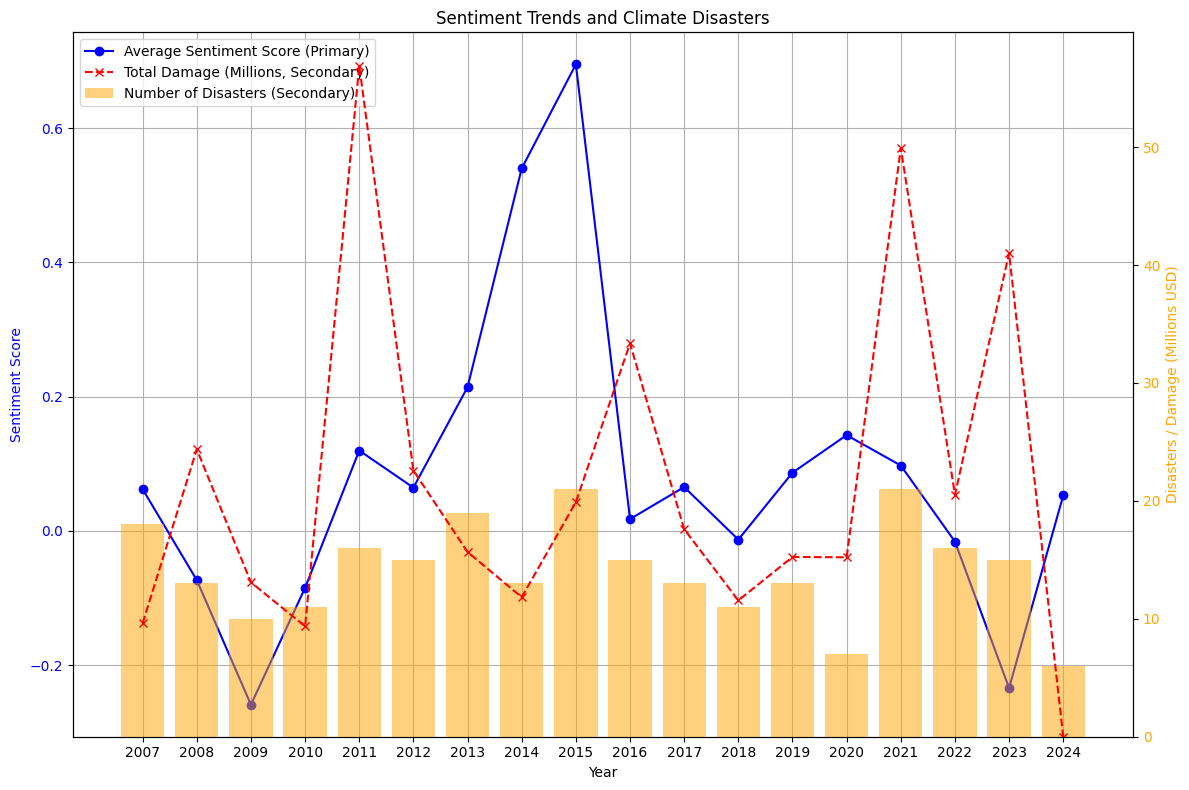 Sentiment Trends and Climate Disasters
Average Sentiment Score (Primary)
Total Damage (Millions, Secondary)
Number of Disasters (Secondary)
0.6
0.4
0.2
0.0
−0.2
Sentiment Score
50
40
30
20
10
0
Disasters / Damage (Millions USD)
2007 2008 2009 2010 2011 2012 2013 2014 2015 2016 2017 2018 2019 2020 2021 2022 2023 2024
Year